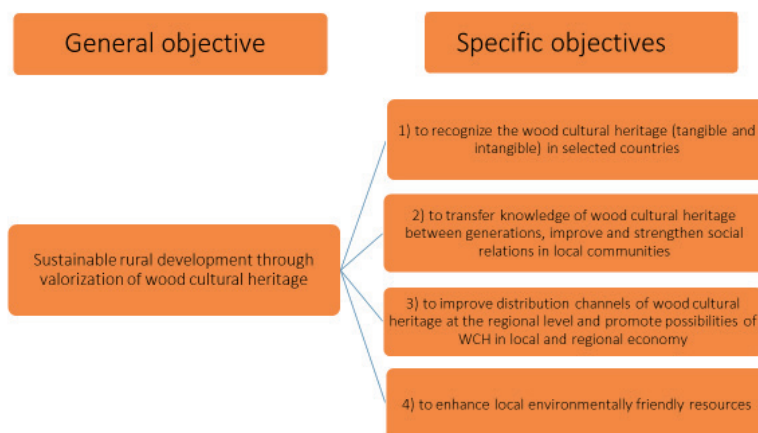 General objective
Specific objectives
1) to recognize the wood cultural heritage (tangible and
intangible) in selected countries
2) to transfer knowledge of wood cultural heritage
between generations, improve and strengthen social
relations in local communities
Sustainable rural development through
valorization of wood cultural heritage
3) to improve distribution channels of wood cultural
heritage at the regional level and promote possibilities of
WCH in local and regional economy
4) to enhance local environmentally friendly resources